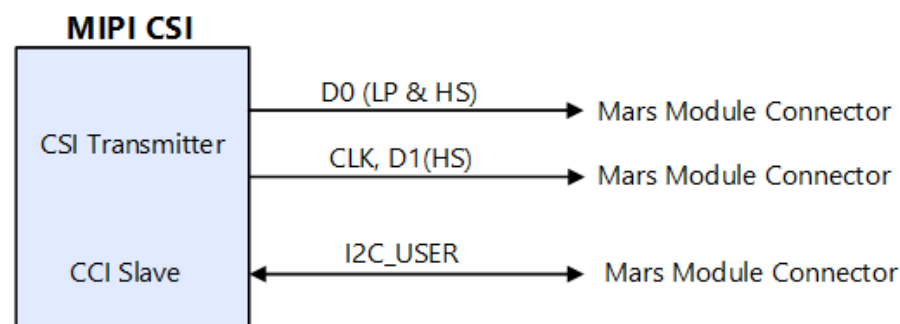 MIPI CSI
D0 (LP & HS)
Mars Module Connector
CSI Transmitter
CLK, D1(HS)
Mars Module Connector
I2C_USER
CCI Slave
Mars Module Connector